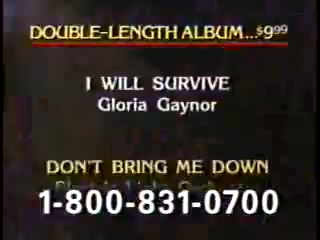 DOUBLE-LENGTH ALBUM...$9.99
I WILL SURVIVE
Gloria Gaynor
DON'T BRING ME DOWN
1-800-831-0700